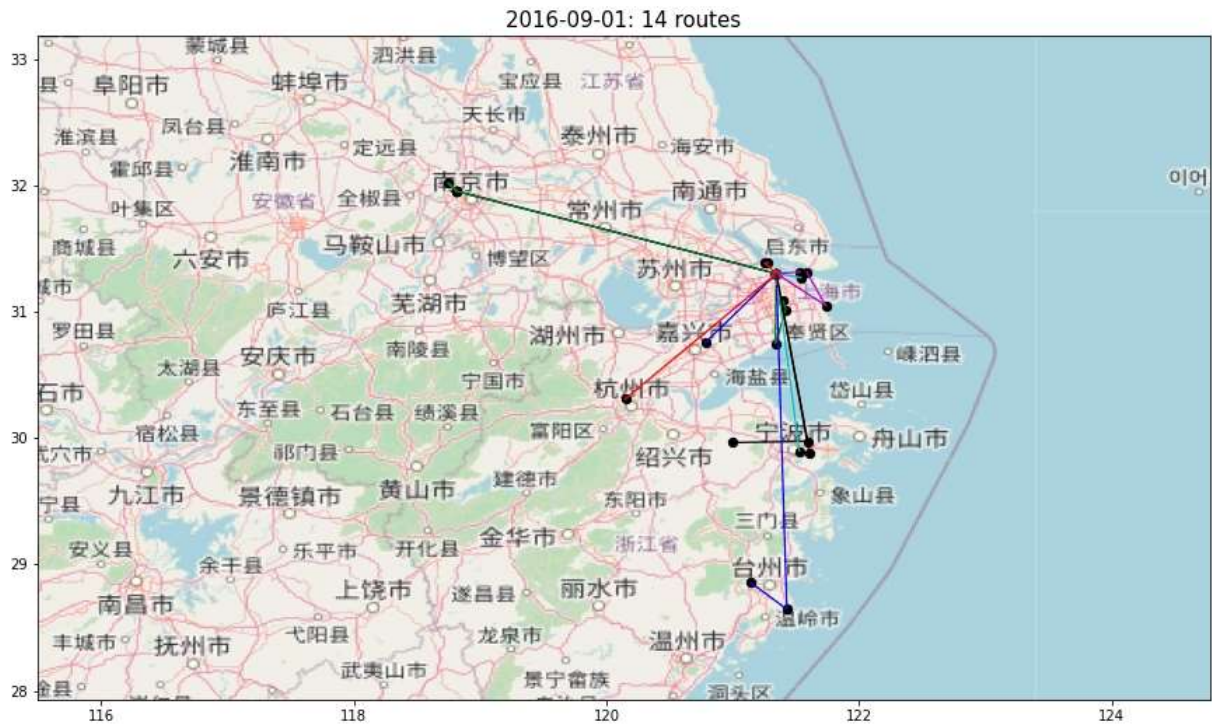 2016-09-01: 14 routes
33
蒙城县
泗洪县
县
阜阳市
蚌埠市
宝应县
江苏省
天长市
淮滨县
凤台县
定远县
泰州市
海安市
霍邱县
淮南市
32
叶集区
安徽省
全椒县
南京市
南通市
이어
常州市
商城县
六安市
马鞍山市
博望区
启东市
苏州市
城市
庐江县
芜湖市
海市
31
罗田县
湖州市
嘉兴市
奉贤区
太湖县
安庆市
南陵县
嵊泗县
宁国市
海盐县
石市
杭州市
岱山县
东至县
石台县
绩溪县
30
宿松县
富阳区
宁波市
舟山市
祁门县
绍兴市
九江市
景德镇市
黄山市
建德市
象山县
宁县
东阳市
三门县
安义县
乐平市
开化县
金华市
浙江省
29
余干县
台州市
南昌市
上饶市
遂昌县
丽水市
温岭市
丰城市
抚州市
弋阳县
龙泉市
温州市
武夷山市
景宁畲族
28
洞头区
116
118
120
122
124